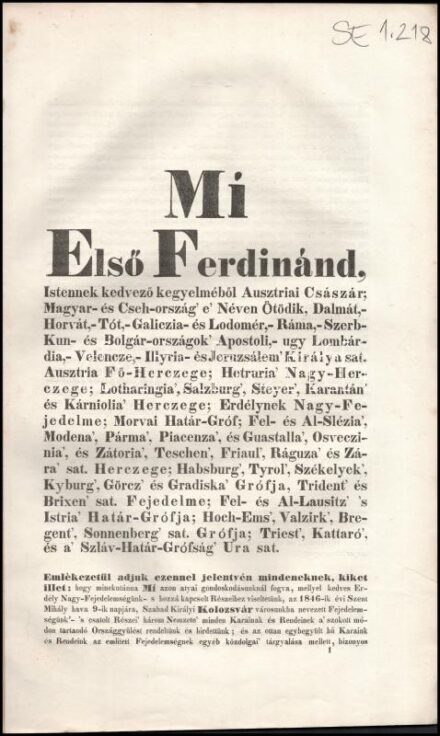 SE 1.218
Mi
Első Ferdinánd,
Istennek kedvező kegyelméből Ausztriai Császár;
Magyar- és Cseh-ország' e' Néven Ötödik, Dalmát,-
Horvát,-Tót,-Galiczia- és Lodomér,- Ráma,-Szerb-
Kun- és Bolgár-országok' Apostoli,- ugy Lombár-
dia,- Velencze,- Illyria- és Jeruzsálem' Királya sat.
Ausztria Fő-Herczege; Hetruria' Nagy-Her-
czege; Lotharingia', Salzburg', Steyer', Karantán'
és Kárniolia' Herczege; Erdélynek Nagy-Fe-
jedelme; Morvai Határ-Gróf; Fel- és Al-Slézia',
Modena', Párma', Piacenza', és Guastalla', Osveczi-
nia', és Zátoria', Teschen', Friaul', Ráguza' és Zá-
ra' sat. Herczege; Habsburg', Tyrol', Székelyek',
Kyburg', Görcz' és Gradiska' Grófja, Trident' és
Brixen' sat. Fejedelme; Fel- és Al-Lausitz' 's
Istria' Határ-Grófja; Hoch-Ems', Valzirk', Bre-
gent', Sonnenberg' sat. Grófja; Triest', Kattaró',
és a' Szláv-Határ-Grófság' Ura sat.
Emlékezetül adjuk ezennel jelentvén mindeneknek, kiket
illet: hogy minekutánna Mi azon atyai gondoskodásunknál fogva, mellyel kedves Er-
dély Nagy-Fejedelemségünk- s hozzá kapcsolt Részeihez viseltetünk, az 1846-ik évi Szent
Mihály hava 9-ik napjára, Szabad Királyi Kolozsvár városunkba nevezett Fejedelem-
ségünk'- 's csatolt Részei' három Nemzete' minden Karainak és Rendeinek a' szokott mó-
don tartandó Országgyűlést rendeltünk és hirdettünk; és az ottan egybegyűlt hű Karaink
és Rendeink az emlitett Fejedelemségnek egyéb közdolgai' tárgyalása mellett, bizonyos
1